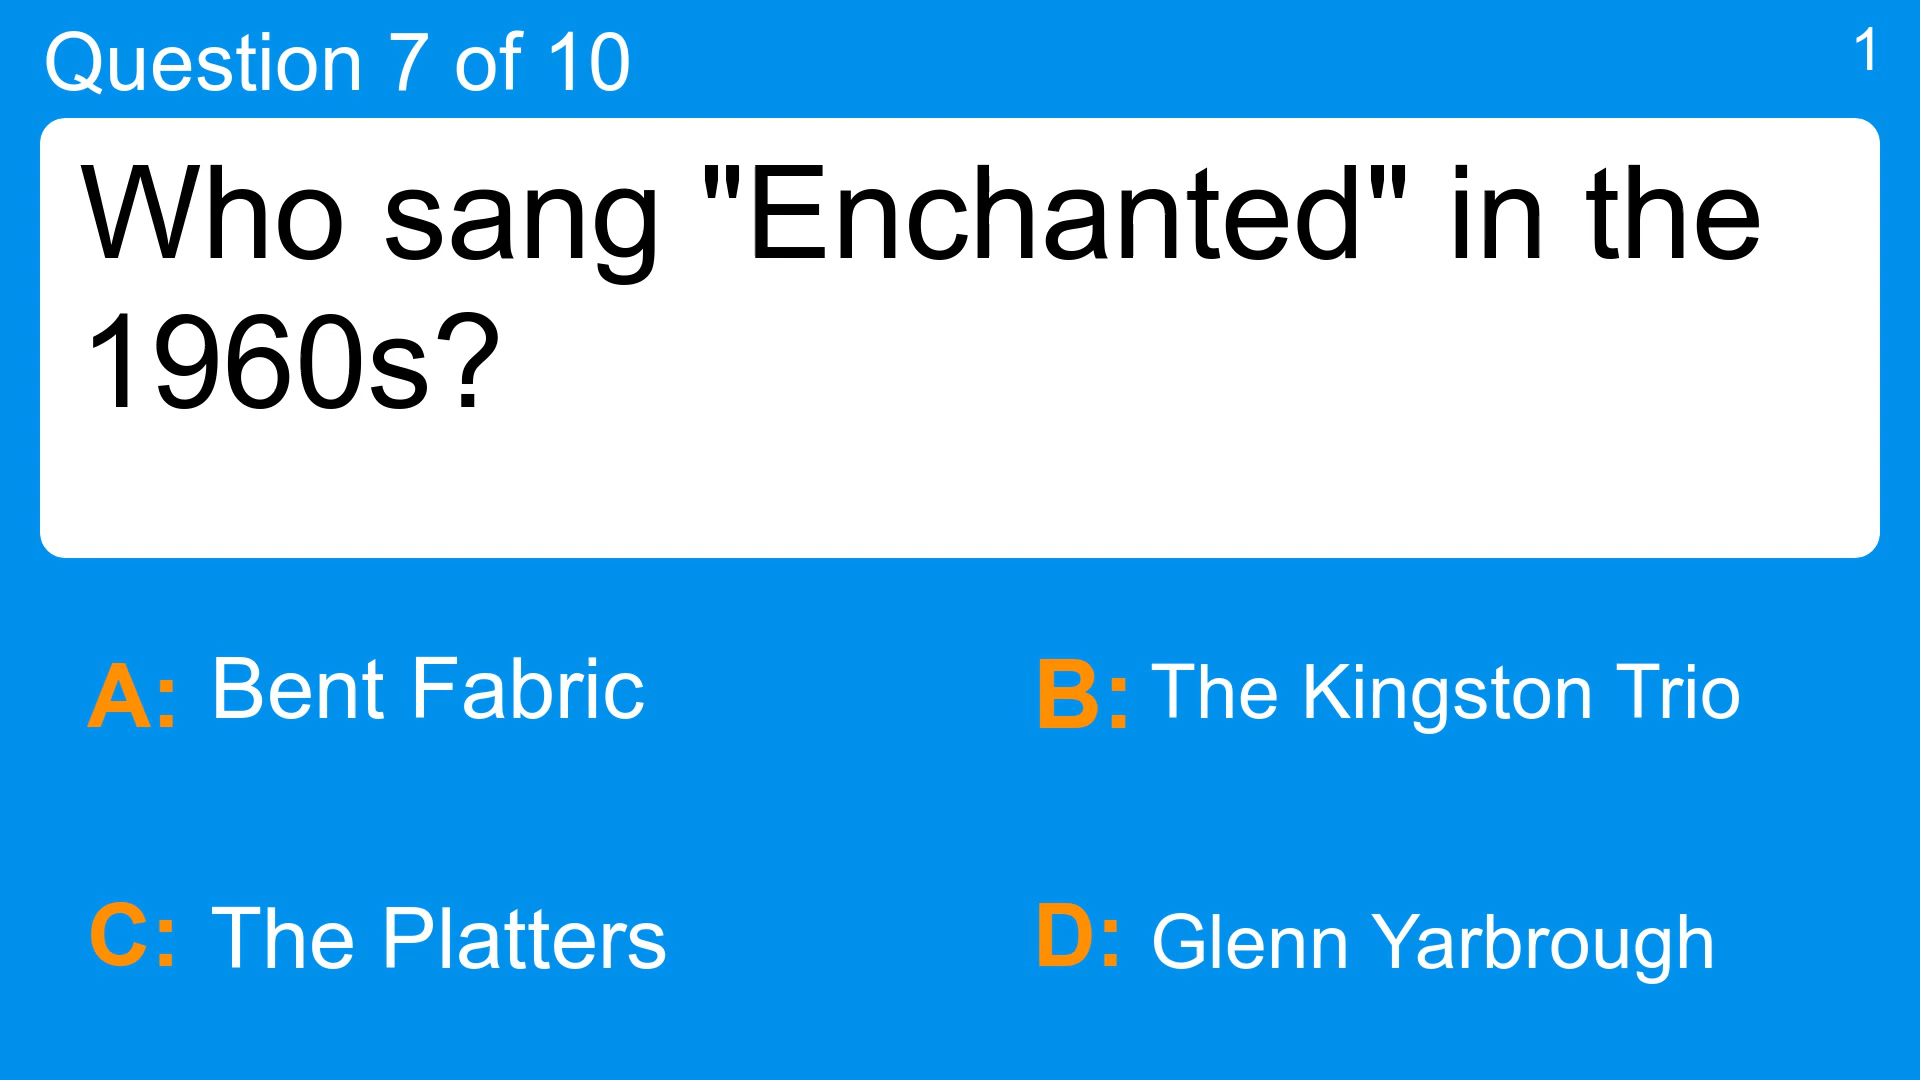 Question 7 of 10
1
Who sang "Enchanted" in the
1960s?
A: Bent Fabric
B: The Kingston Trio
C: The Platters
D: Glenn Yarbrough